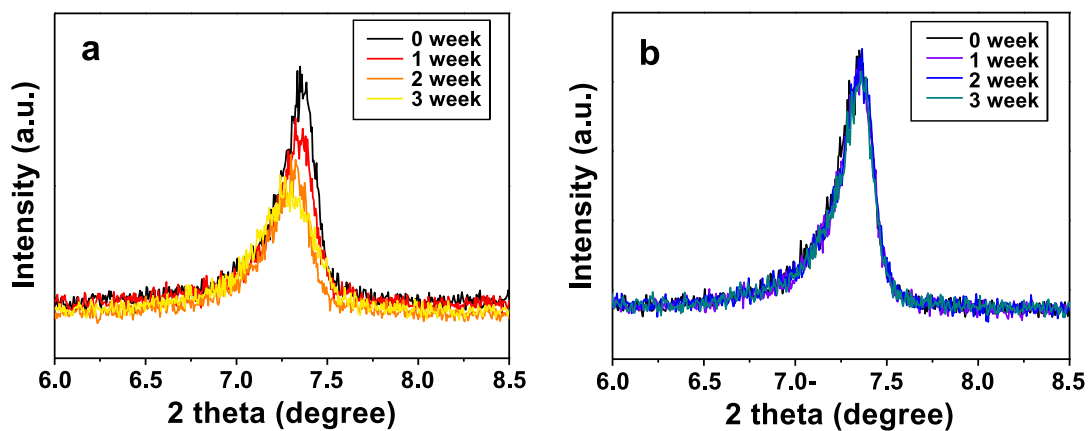 a
0 week
1 week
2 week
3 week
Intensity (a.u.)
6.0 6.5 7.0 7.5 8.0 8.5
2 theta (degree)
b
0 week
1 week
2 week
3 week
Intensity (a.u.)
6.0 6.5 7.0- 7.5 8.0 8.5
2 theta (degree)